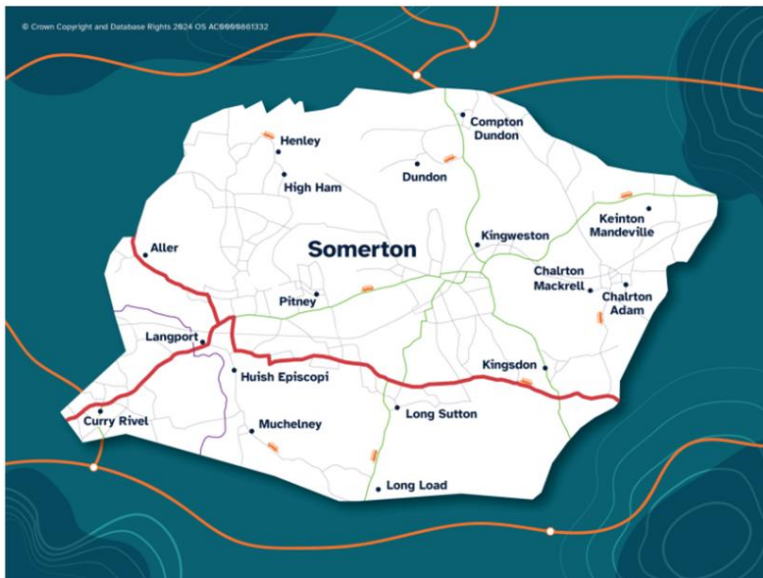 © Crown Copyright and Database Rights 2024 OS AC0000861332
Compton
Dundon
Henley
Dundon
High Ham
Keinton
Mandeville
Kingweston
Aller
Somerton
Chalrton
Mackrell
Chalrton
Adam
Pitney
Langport
Kingsdon
Huish Episcopi
Curry Rivel
Long Sutton
Muchelney
Long Load